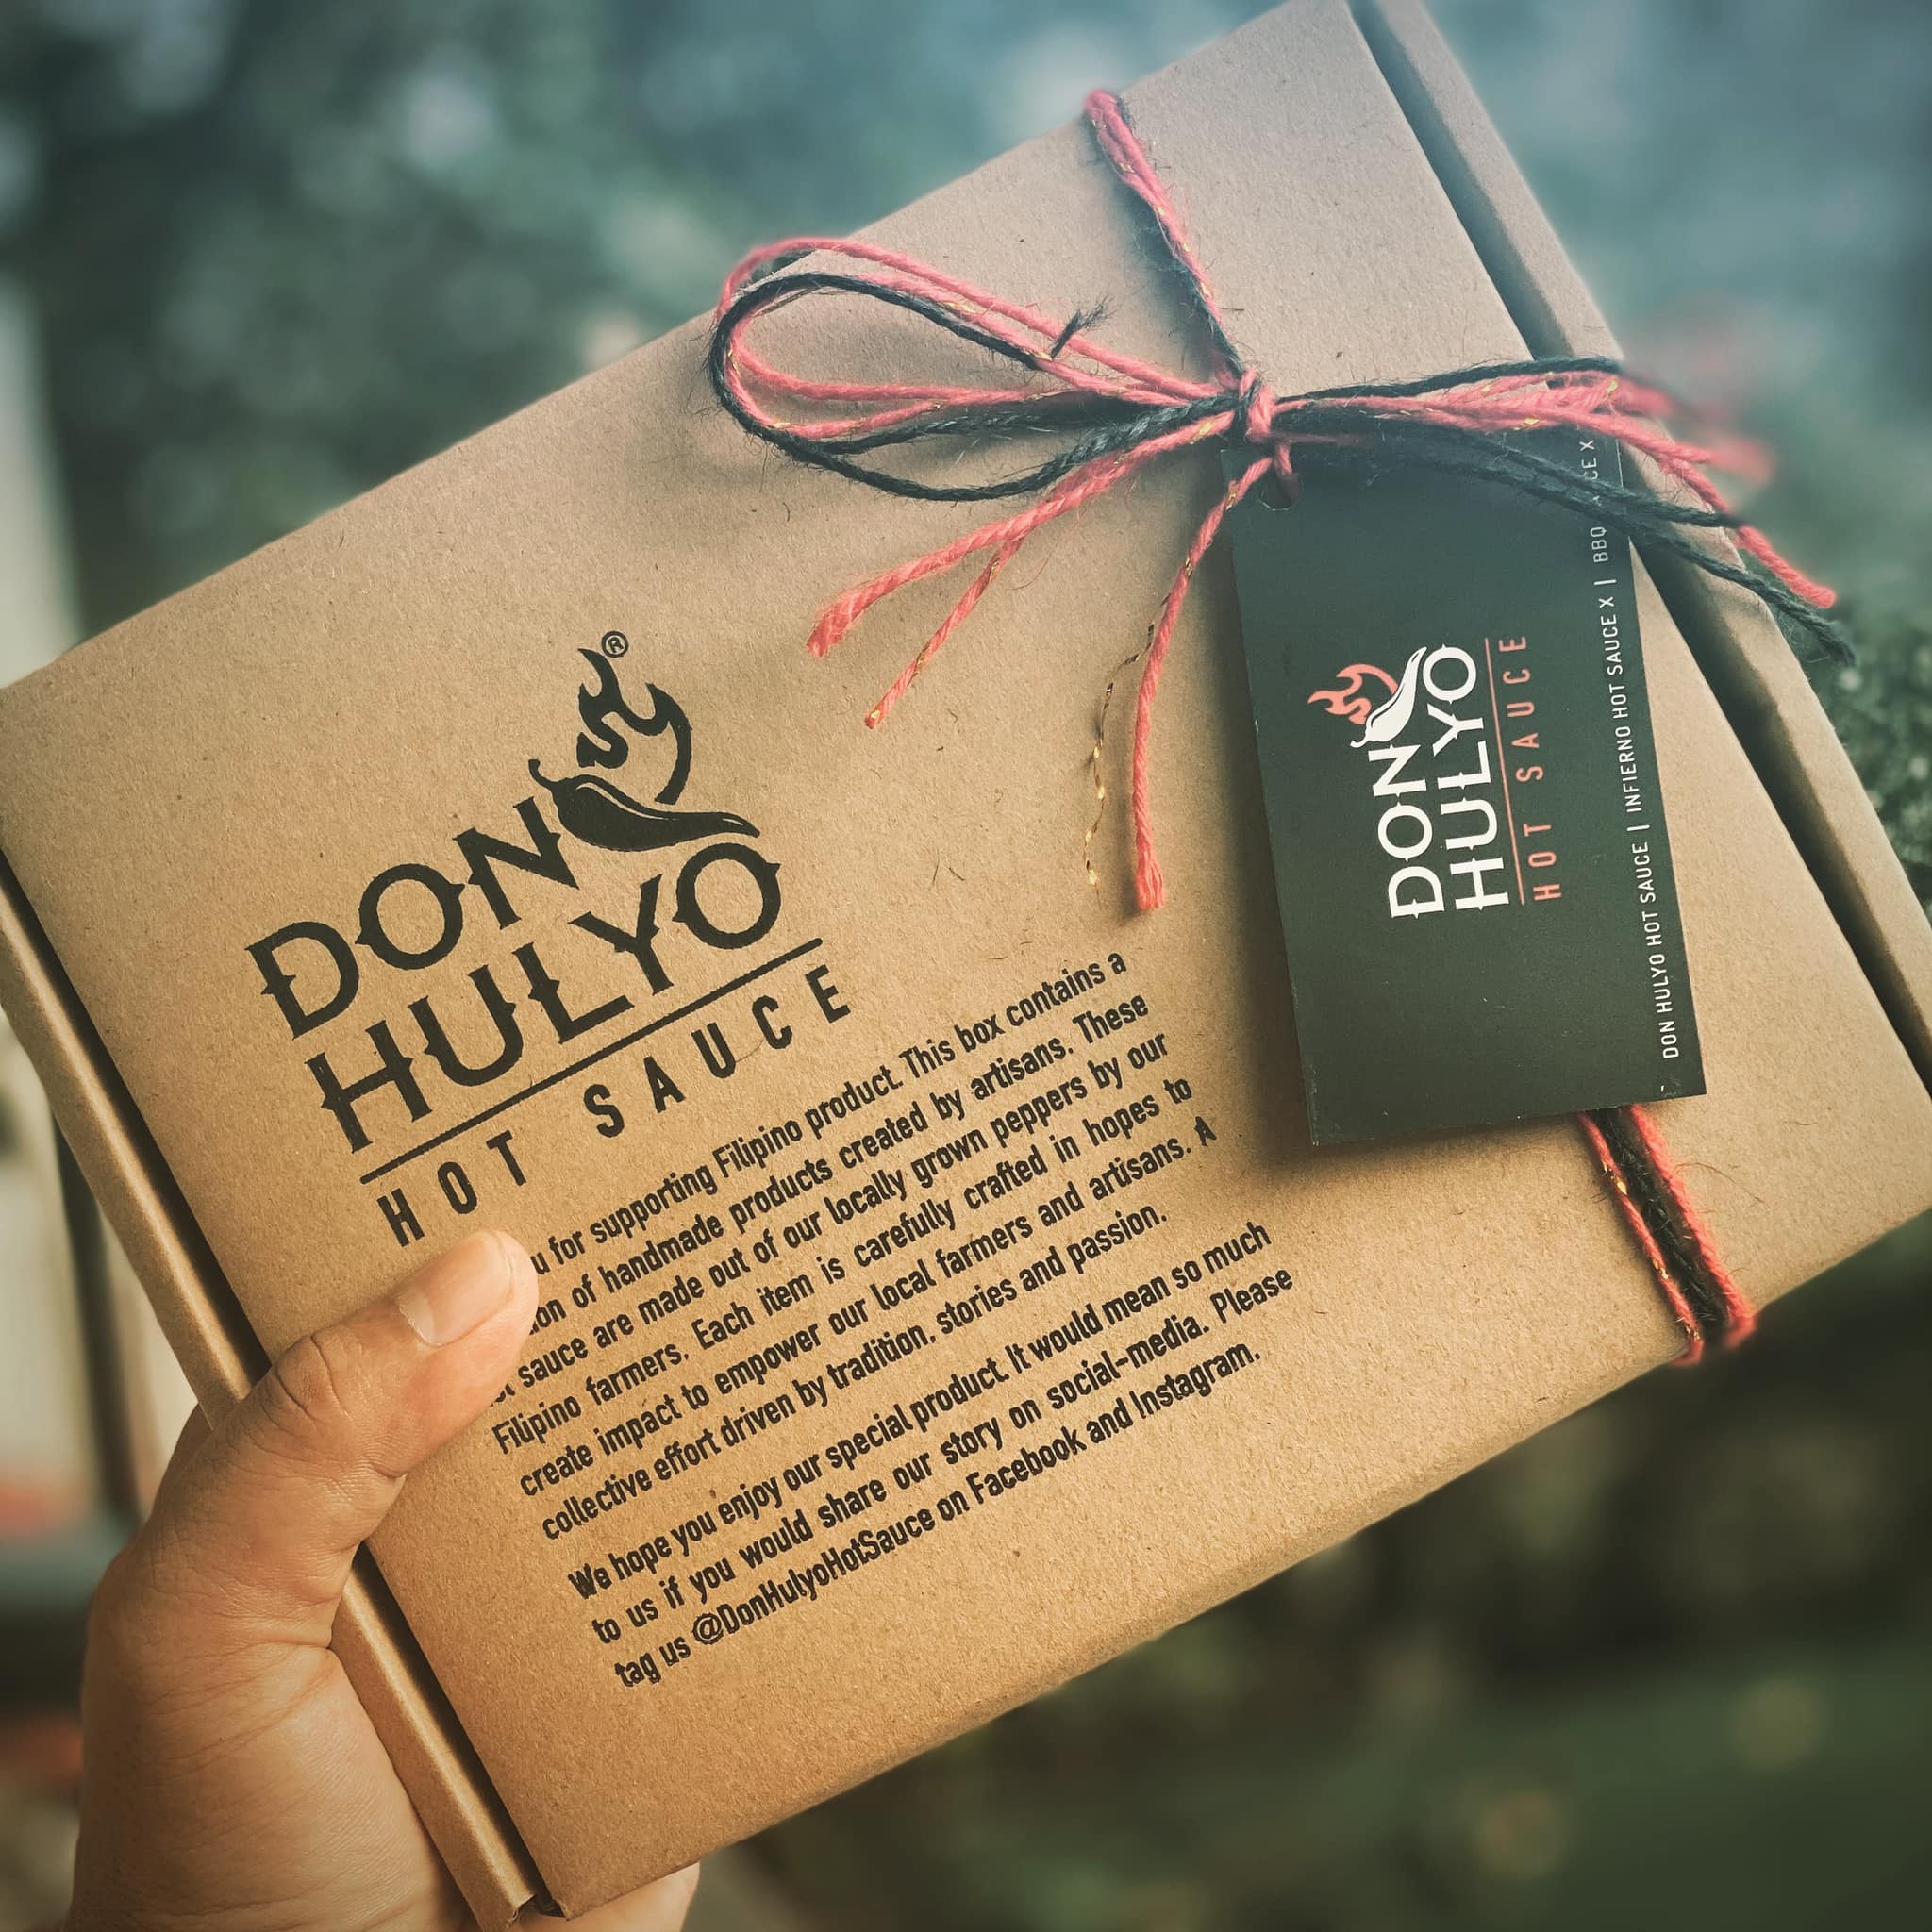 DON
HULYO
HOT SAUCE
®
for supporting Filipino product. This box contains a
of handmade products created by artisans. These
sauce are made out of our locally grown peppers by our
Filipino farmers. Each item is carefully crafted in hopes to
create impact to empower our local farmers and artisans. A
collective effort driven by tradition, stories and passion.
We hope you enjoy our special product. It would mean so much
to us if you would share our story on social-media. Please
tag us @DonHulyoHotSauce on Facebook and Instagram.
DON
HULYO
HOT SAUCE
DON HULYO HOT SAUCE | INFIERNO HOT SAUCE X | BBQ X